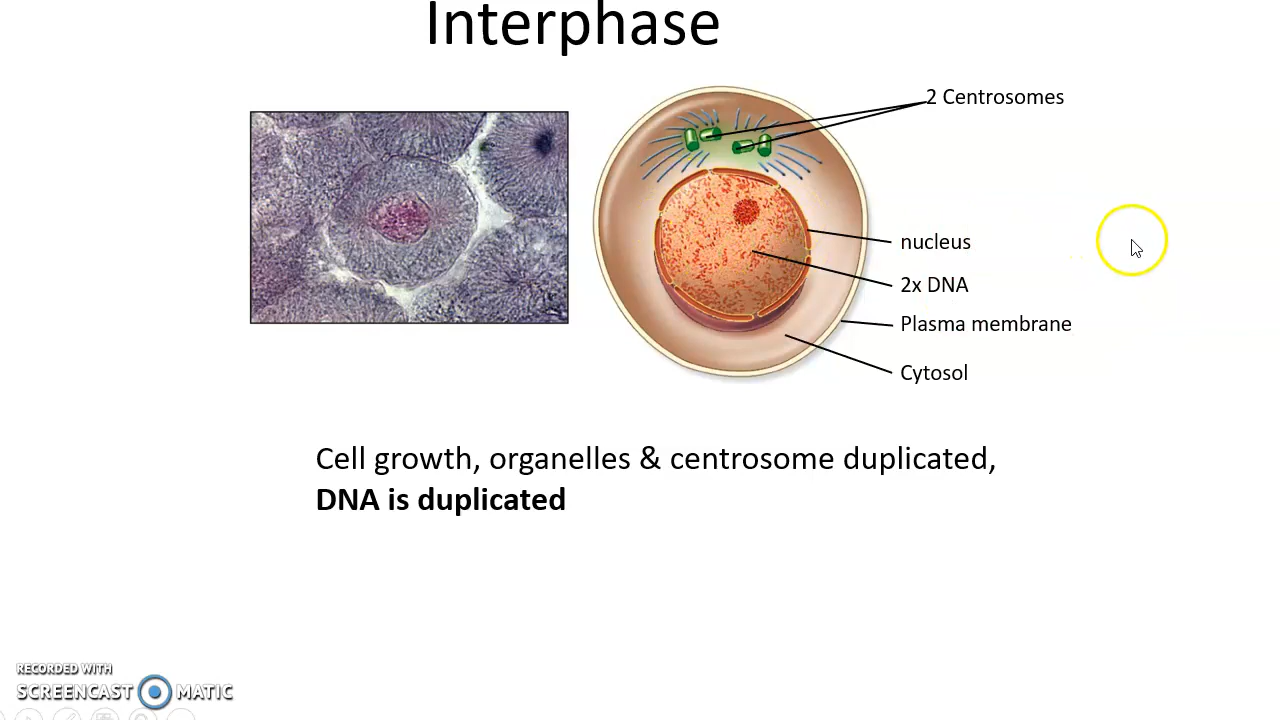 Interphase
2 Centrosomes
nucleus
2x DNA
Plasma membrane
Cytosol
Cell growth, organelles & centrosome duplicated,
DNA is duplicated
RECORDED WITH
SCREENCAST MATIC